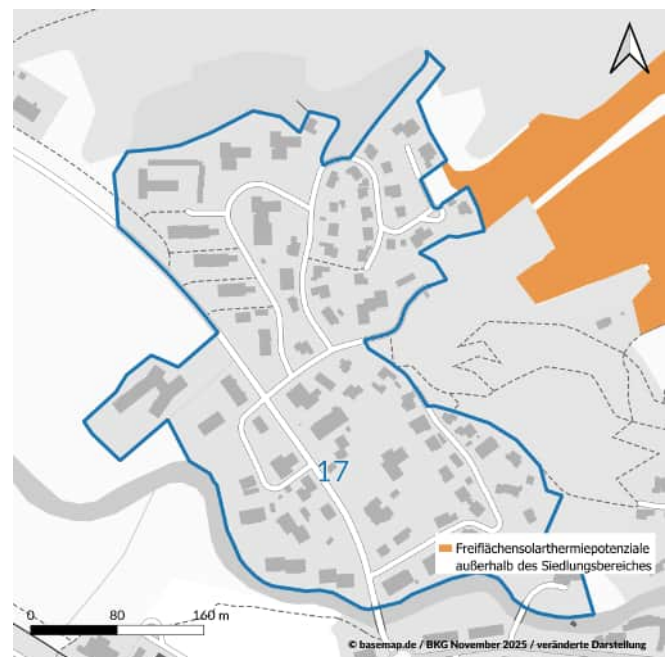 17
Freiflächensolarthermiepotenziale
außerhalb des Siedlungsbereiches
0 80 160 m
© basemap.de / BKG November 2025 / veränderte Darstellung